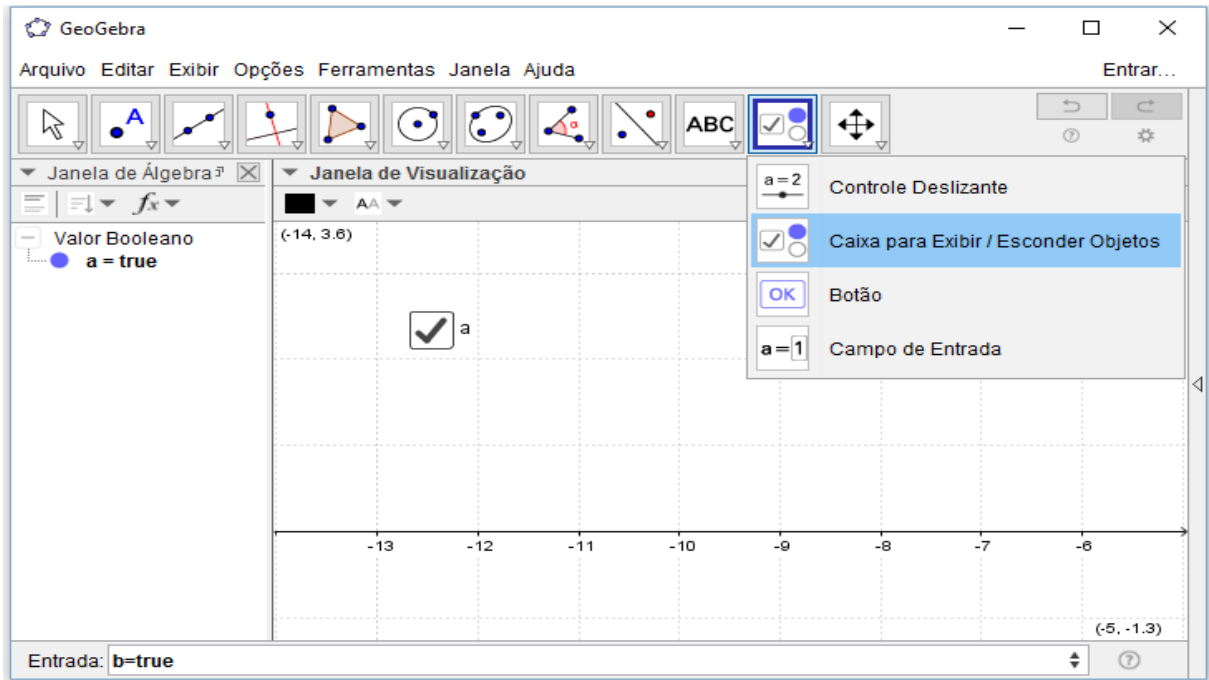 GeoGebra
Arquivo Editar Exibir Opções Ferramentas Janela Ajuda Entrar...
A α ABC
Janela de Álgebra Janela de Visualização
fx AA
Valor Booleano
a = true
(-14, 3.6)
a
a=2 Controle Deslizante
Caixa para Exibir / Esconder Objetos
OK Botão
a=1 Campo de Entrada
-13 -12 -11 -10 -9 -8 -7 -6
(-5, -1.3)
Entrada: b=true